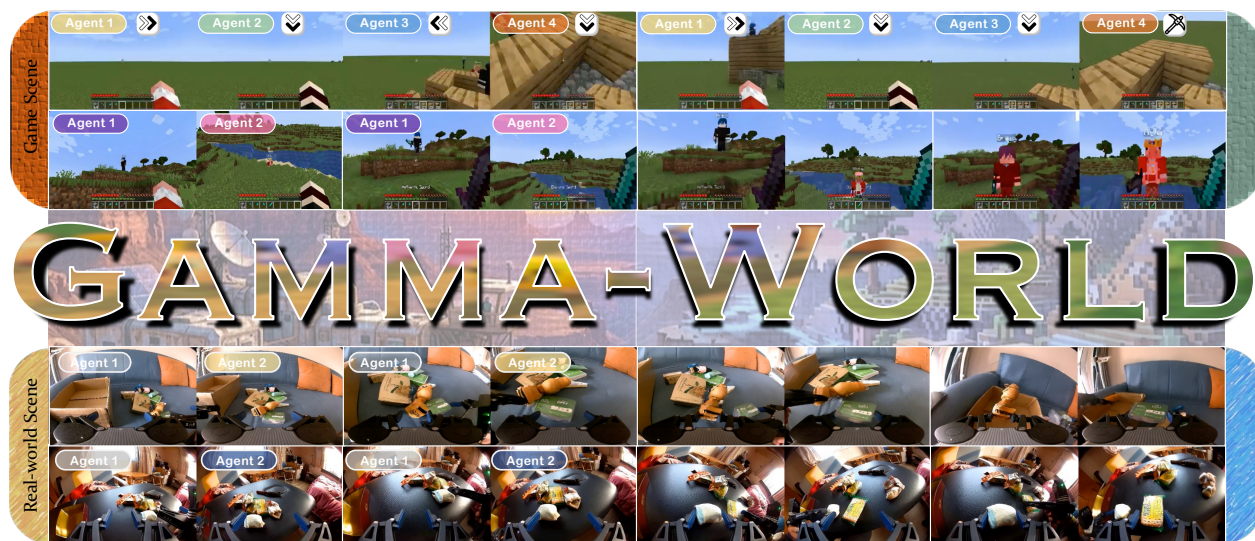 Game Scene
Agent 1 Agent 2 Agent 3 Agent 4 Agent 1 Agent 2 Agent 3 Agent 4
Agent 1 Agent 2 Agent 1 Agent 2
GAMMA-WORLD
Real-world Scene
Agent 1 Agent 2 Agent 1 Agent 2
Agent 1 Agent 2 Agent 1 Agent 2